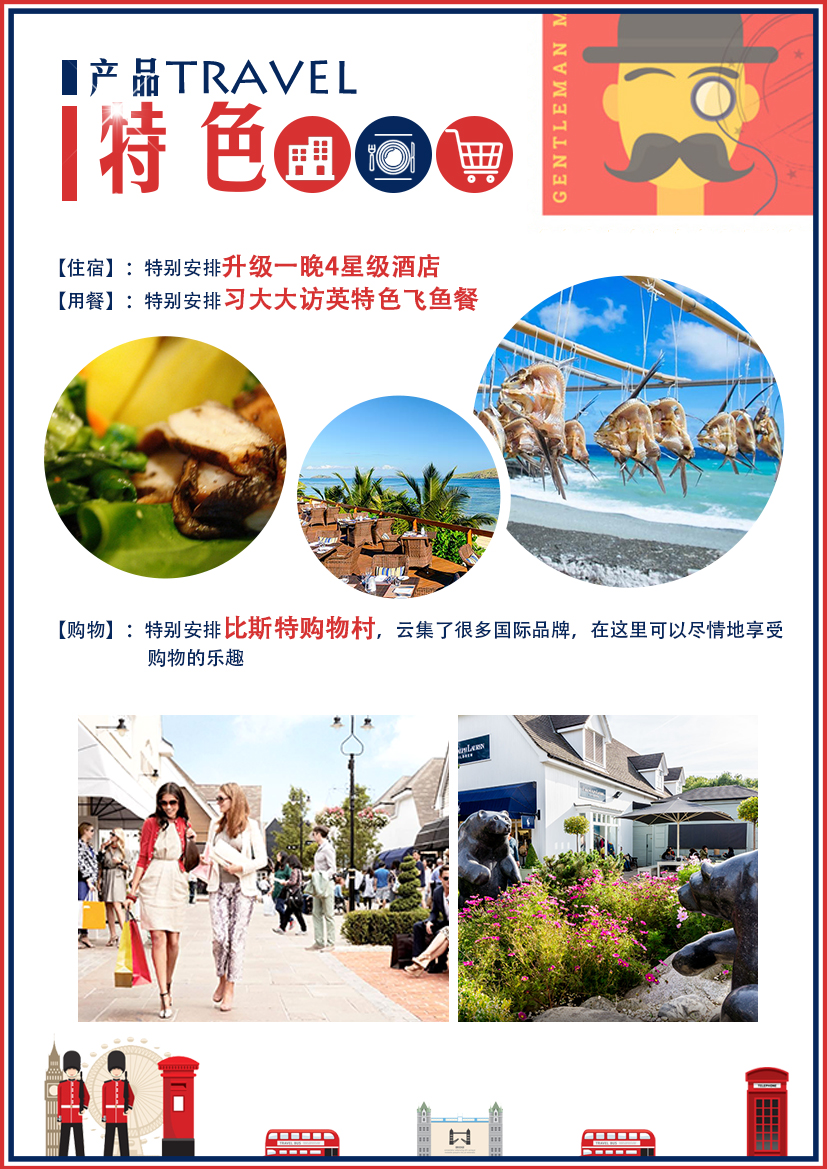 产品TRAVEL
特色
GENTLEMAN M
【住宿】：特别安排升级一晚4星级酒店
【用餐】：特别安排习大大访英特色飞鱼餐
【购物】：特别安排比斯特购物村，云集了很多国际品牌，在这里可以尽情地享受
购物的乐趣
TELEPHONE